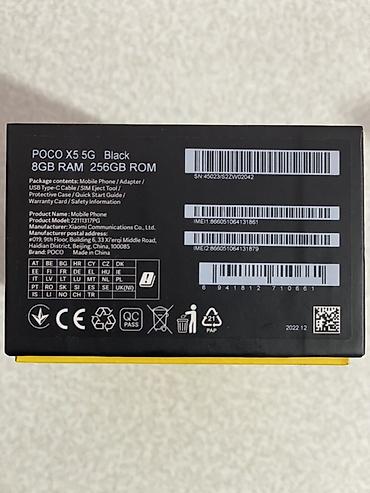 POCO X5 5G Black
8GB RAM 256GB ROM
Package contents: Mobile Phone / Adapter /
USB Type-C Cable / SIM Eject Tool /
Protective Case / Quick Start Guide /
Warranty Card / Safety Information
Product name: Mobile Phone
Model: 22111317PG
Manufacturer: Xiaomi Communications Co., Ltd.
Manufacturer postal address:
#019, 9th Floor, Building 6, 33 Xi'erqi Middle Road,
Haidian District, Beijing, China, 100085
Brand: POCO Made in China
AT BE BG HR CY CZ DK
EE FI FR DE EL HU IE
IT LV LT LU MT NL PL
PT RO SK SI ES SE UK(NI)
IS LI NO CH TR
CE
QC
PASS
21
PAP
SN:45023/S2ZW02042
IMEI1:866051064131861
IMEI2:866051064131879
6 941812 710661
2022.12